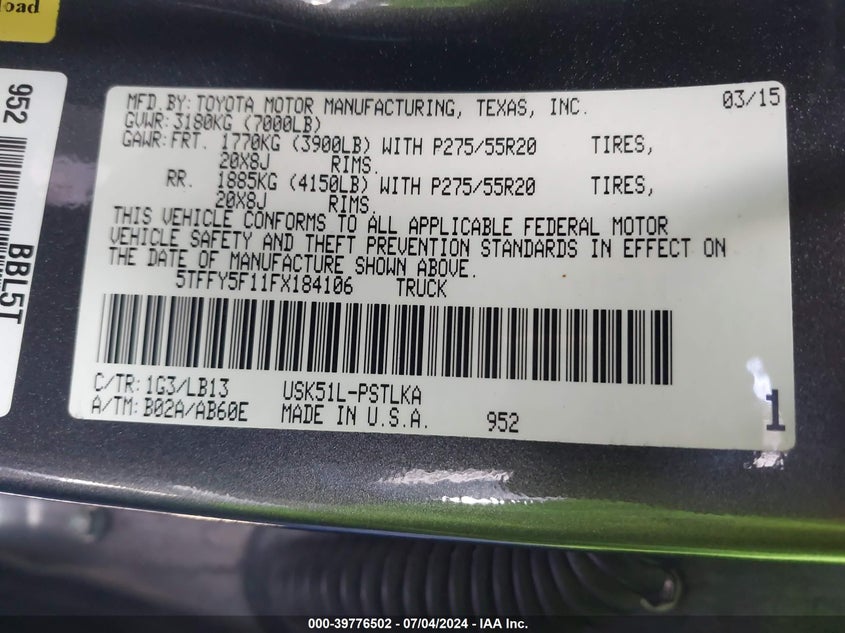 load
952
BBL5T
MFD.BY: TOYOTA MOTOR MANUFACTURING, TEXAS, INC. 03/15
GVWR: 3180KG (7000LB)
GAWR: FRT. 1770KG (3900LB) WITH P275/55R20 TIRES,
20X8J RIMS.
RR. 1885KG (4150LB) WITH P275/55R20 TIRES,
20X8J RIMS.
THIS VEHICLE CONFORMS TO ALL APPLICABLE FEDERAL MOTOR
VEHICLE SAFETY AND THEFT PREVENTION STANDARDS IN EFFECT ON
THE DATE OF MANUFACTURE SHOWN ABOVE.
5TFFY5F11FX184106 TRUCK
C/TR: 1G3/LB13 USK51L-PSTLKA
A/TM: B02A/AB60E MADE IN U.S.A. 952 1
000-39776502 - 07/04/2024 - IAA Inc.